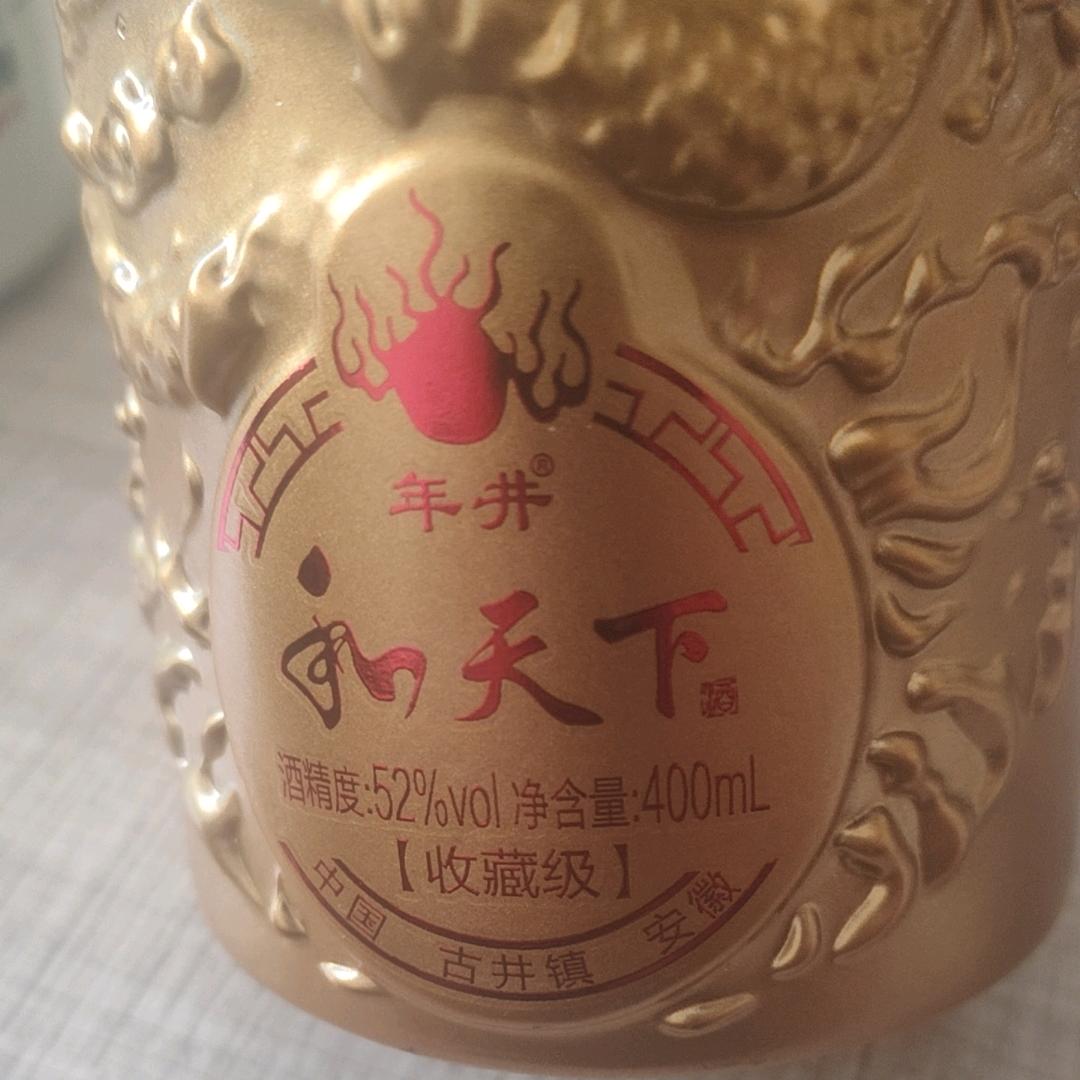 年井®
和天下
酒
酒精度:52%vol 净含量:400mL
【收藏级】
中国 古井镇 安徽